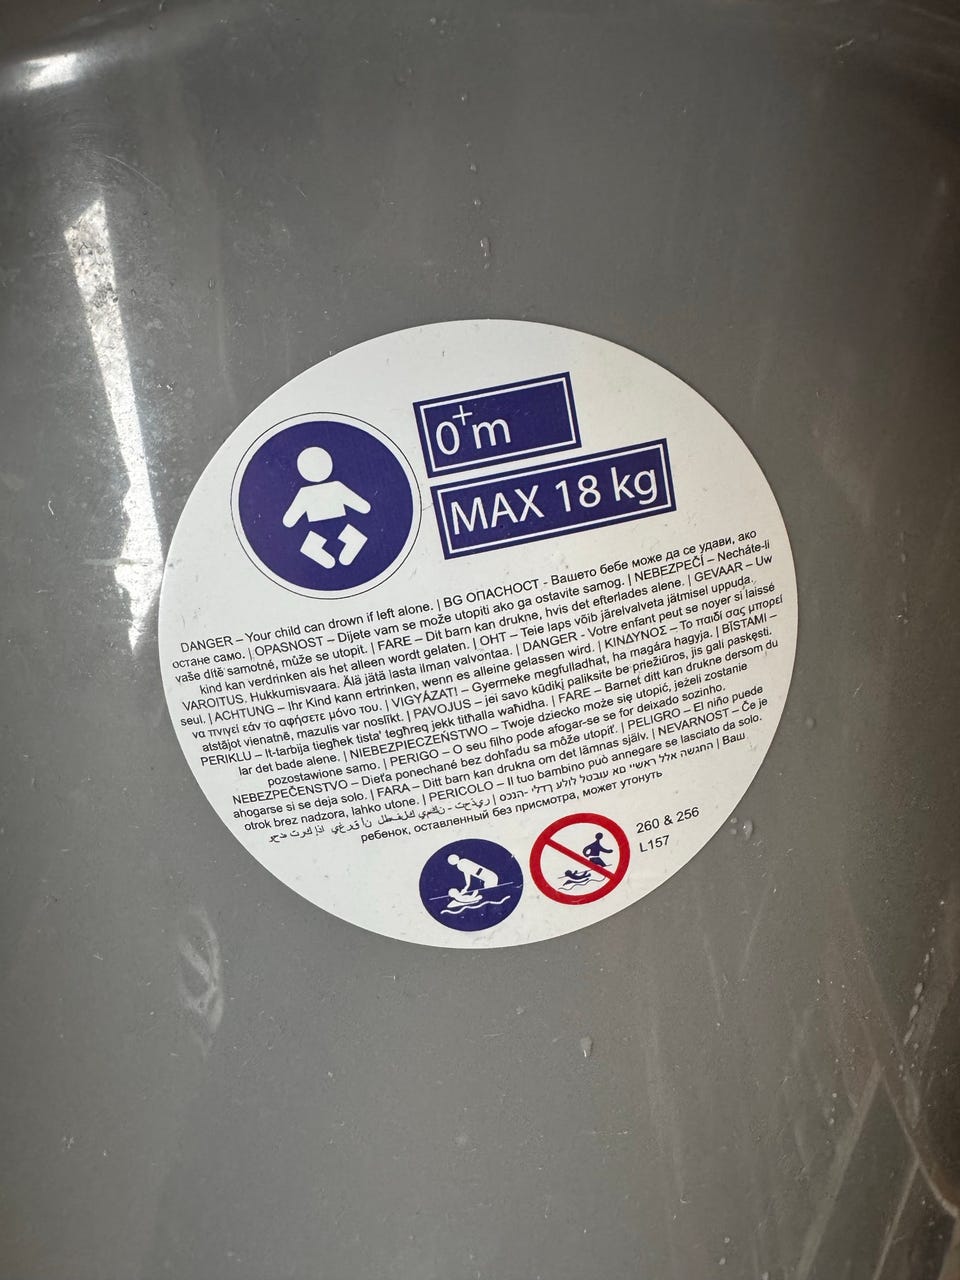 0+m
MAX 18 kg
DANGER – Your child can drown if left alone. | BG ОПАСНОСТ - Вашето бебе може да се удави, ако
остане само. | OPASNOST – Dijete vam se može utopiti ako ga ostavite samog. | NEBEZPEČÍ – Necháte-li
vaše dítě samotné, může se utopit. | FARE – Dit barn kan drukne, hvis det efterlades alene. | GEVAAR – Uw
kind kan verdrinken als het alleen wordt gelaten. | OHT – Teie laps võib järelvalveta jätmisel uppuda.
VAROITUS. Hukkumisvaara. Älä jätä lasta ilman valvontaa. | DANGER - Votre enfant peut se noyer si laissé
seul. | ACHTUNG – Ihr Kind kann ertrinken, wenn es alleine gelassen wird. | ΚΙΝΔΥΝΟΣ – Το παιδί σας μπορεί
να πνιγεί εάν το αφήσετε μόνο του. | VIGYÁZAT! – Gyermeke megfulladhat, ha magára hagyja. | BĪSTAMI –
atstājot vienatnē, mazulis var noslīkt. | PAVOJUS – jei savo kūdikį paliksite be priežiūros, jis gali paskęsti.
PERIKLU – It-tarbija tiegħek tista' tegħreq jekk titħalla waħidha. | FARE – Barnet ditt kan drukne dersom du
lar det bade alene. | NIEBEZPIECZEŃSTWO – Twoje dziecko może się utopić, jeżeli zostanie
pozostawione samo. | PERIGO – O seu filho pode afogar-se se for deixado sozinho.
NEBEZPEČENSTVO – Dieťa ponechané bez dohľadu sa môže utopiť. | PELIGRO – El niño puede
ahogarse si se deja solo. | FARA – Ditt barn kan drukna om det lämnas själv. | NEVARNOST – Če je
otrok brez nadzora, lahko utone. | PERICOLO – Il tuo bambino può annegare se lasciato da solo.
| Ваш
ребенок, оставленный без присмотра, может утонуть
260 & 256
L157